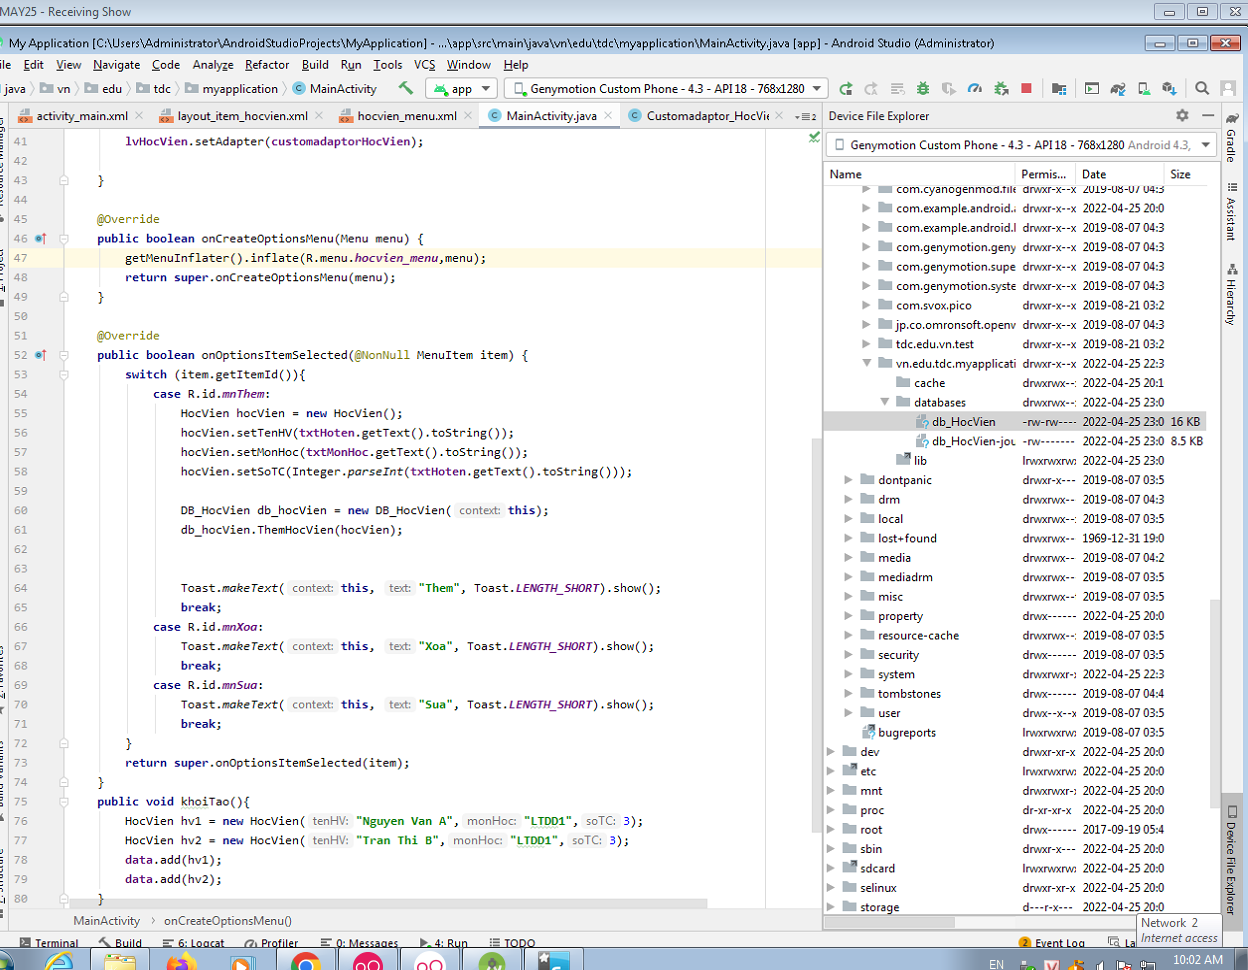 MAY25 - Receiving Show
My Application [C:\Users\Administrator\AndroidStudioProjects\MyApplication] - ...\app\src\main\java\vn\edu\tdc\myapplication\MainActivity.java [app] - Android Studio (Administrator)
ile Edit View Navigate Code Analyze Refactor Build Run Tools VCS Window Help
java vn edu tdc myapplication MainActivity app Genymotion Custom Phone - 4.3 - API 18 - 768x1280
activity_main.xml layout_item_hocvien.xml hocvien_menu.xml MainActivity.java Customadaptor_HocVie
41 lvHocVien.setAdapter(customadaptorHocVien);
42
43 }
44
45 @Override
46 public boolean onCreateOptionsMenu(Menu menu) {
47 getMenuInflater().inflate(R.menu.hocvien_menu,menu);
48 return super.onCreateOptionsMenu(menu);
49 }
50
51 @Override
52 public boolean onOptionsItemSelected(@NonNull MenuItem item) {
53 switch (item.getItemId()){
54 case R.id.mnThem:
55 HocVien hocVien = new HocVien();
56 hocVien.setTenHV(txtHoten.getText().toString());
57 hocVien.setMonHoc(txtMonHoc.getText().toString());
58 hocVien.setSoTC(Integer.parseInt(txtHoten.getText().toString()));
59
60 DB_HocVien db_hocVien = new DB_HocVien( context: this);
61 db_hocVien.ThemHocVien(hocVien);
62
63
64 Toast.makeText( context: this, text: "Them", Toast.LENGTH_SHORT).show();
65 break;
66 case R.id.mnXoa:
67 Toast.makeText( context: this, text: "Xoa", Toast.LENGTH_SHORT).show();
68 break;
69 case R.id.mnSua:
70 Toast.makeText( context: this, text: "Sua", Toast.LENGTH_SHORT).show();
71 break;
72 }
73 return super.onOptionsItemSelected(item);
74 }
75 public void khoiTao(){
76 HocVien hv1 = new HocVien( tenHV: "Nguyen Van A", monHoc: "LTDD1", soTC: 3);
77 HocVien hv2 = new HocVien( tenHV: "Tran Thi B", monHoc: "LTDD1", soTC: 3);
78 data.add(hv1);
79 data.add(hv2);
80 }
MainActivity > onCreateOptionsMenu()
Device File Explorer
Genymotion Custom Phone - 4.3 - API 18 - 768x1280 Android 4.3,
Name Permis... Date Size
com.cyanogenmod.file drwxr-x--x 2019-08-07 04:3
com.example.android.a drwxr-x--x 2022-04-25 20:0
com.example.android.l drwxr-x--x 2019-08-07 04:3
com.genymotion.geny drwxr-x--x 2019-08-07 04:3
com.genymotion.supe drwxr-x--x 2019-08-07 04:3
com.genymotion.syste drwxr-x--x 2019-08-07 04:3
com.svox.pico drwxr-x--x 2019-08-21 03:2
jp.co.omronsoft.openw drwxr-x--x 2019-08-07 04:3
tdc.edu.vn.test drwxr-x--x 2019-08-21 03:2
vn.edu.tdc.myapplicati drwxr-x--x 2022-04-25 22:3
cache drwxrwx--: 2022-04-25 20:1
databases drwxrwx--: 2022-04-25 23:0
db_HocVien -rw-rw---- 2022-04-25 23:0 16 KB
db_HocVien-jou -rw------- 2022-04-25 23:0 8.5 KB
lib lrwxrwxrw: 2022-04-25 23:0
dontpanic drwxr-x--- 2019-08-07 03:5
drm drwxrwx--- 2019-08-07 04:3
local drwxr-x--x 2019-08-07 03:5
lost+found drwxrwx-- 1969-12-31 19:0
media drwxrwx-- 2019-08-07 04:2
mediadrm drwxrwx-- 2019-08-07 03:5
misc drwxrwx-- 2019-08-07 03:5
property drwx------ 2022-04-25 20:0
resource-cache drwxrwx--: 2019-08-07 03:5
security drwx------ 2019-08-07 03:5
system drwxrwxr-x 2022-04-25 22:3
tombstones drwx------ 2019-08-07 04:4
user drwx--x--x 2019-08-07 03:5
bugreports lrwxrwxrwx 2019-08-07 03:5
dev drwxr-xr-x 2022-04-25 20:0
etc lrwxrwxrwx 2022-04-25 20:0
mnt drwxrwxr-x 2022-04-25 20:0
proc dr-xr-xr-x 2022-04-25 20:0
root drwx------ 2017-09-19 05:4
sbin drwxr-x--- 2022-04-25 20:0
sdcard lrwxrwxrwx 2022-04-25 20:0
selinux drwxr-xr-x 2022-04-25 20:0
storage d---r-x--- 2022-04-25 20:0
Gradle
Assistant
Hierarchy
Device File Explorer
Network 2
Internet access
Terminal Build 6: Logcat Profiler 0: Messages 4: Run TODO 2 Event Log La
EN 10:02 AM